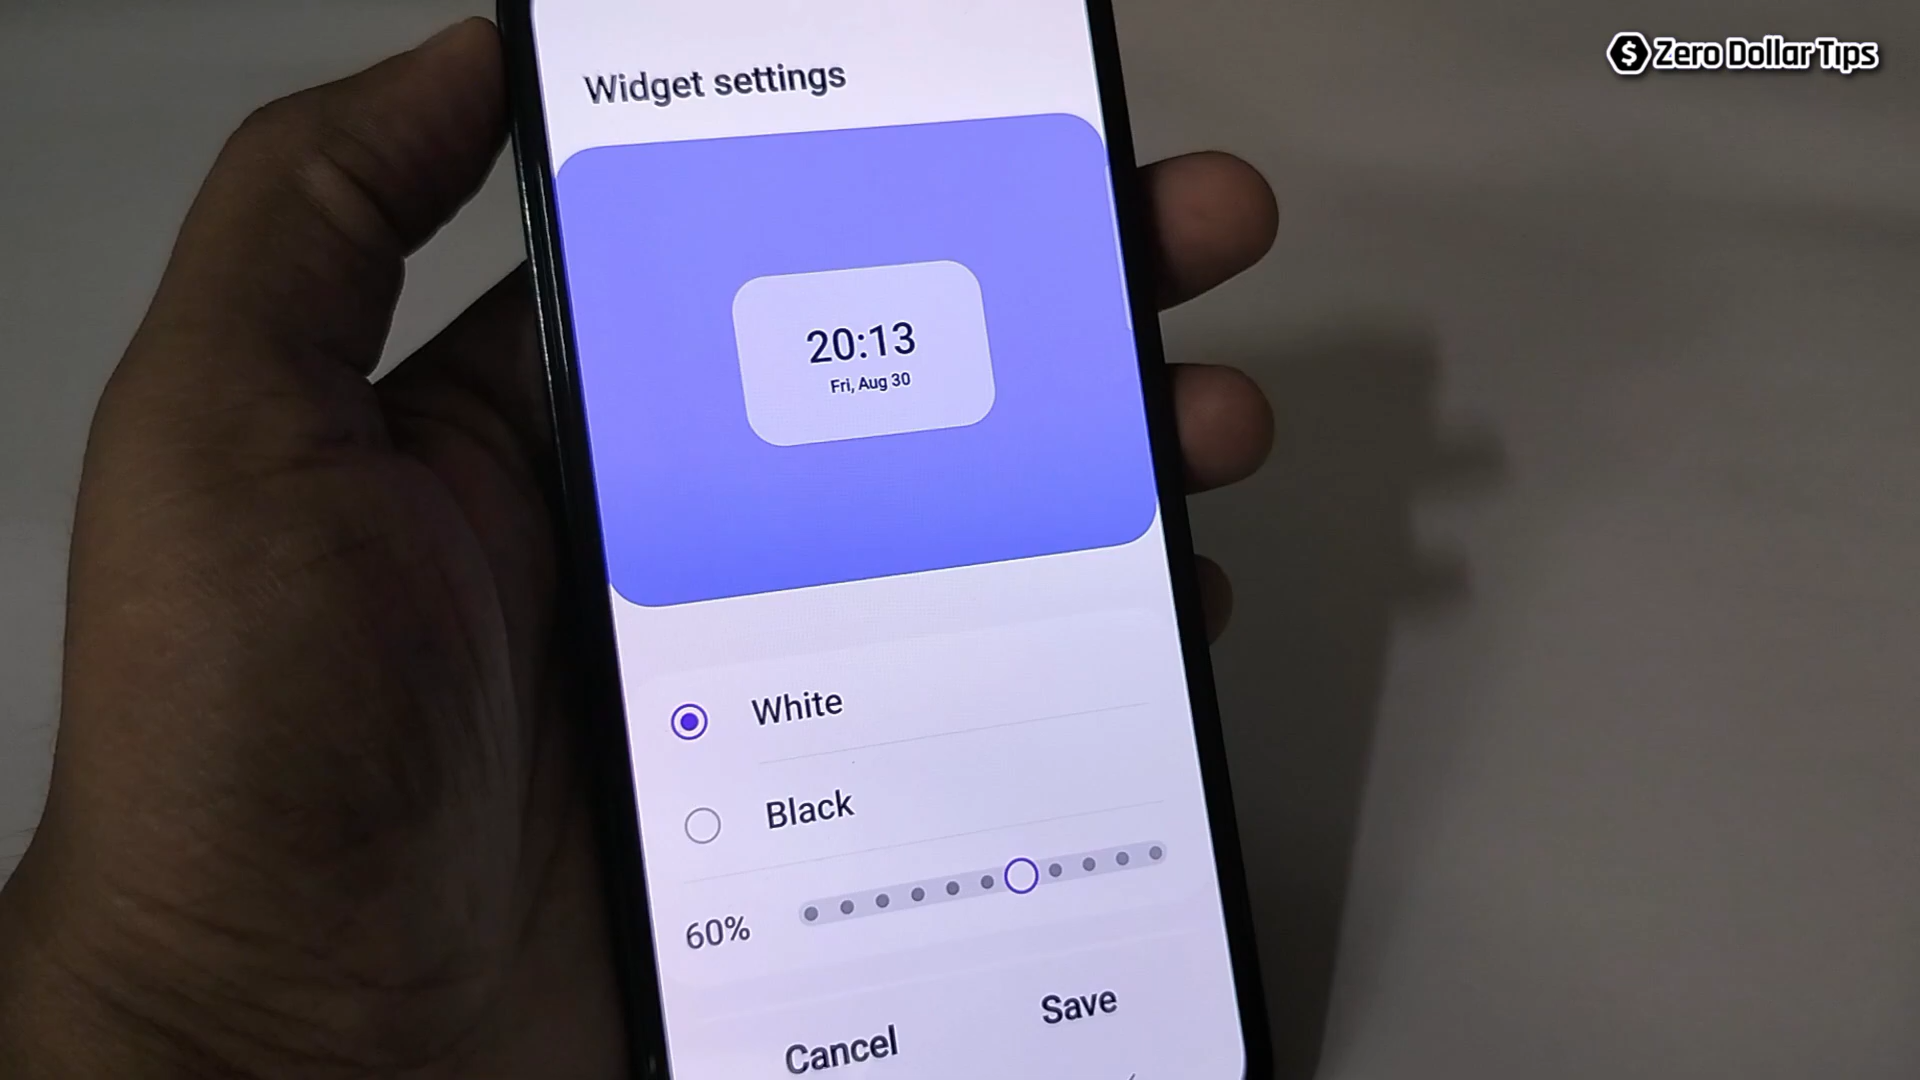 Zero Dollar Tips
Widget settings
20:13
Fri, Aug 30
White
Black
60%
Save
Cancel